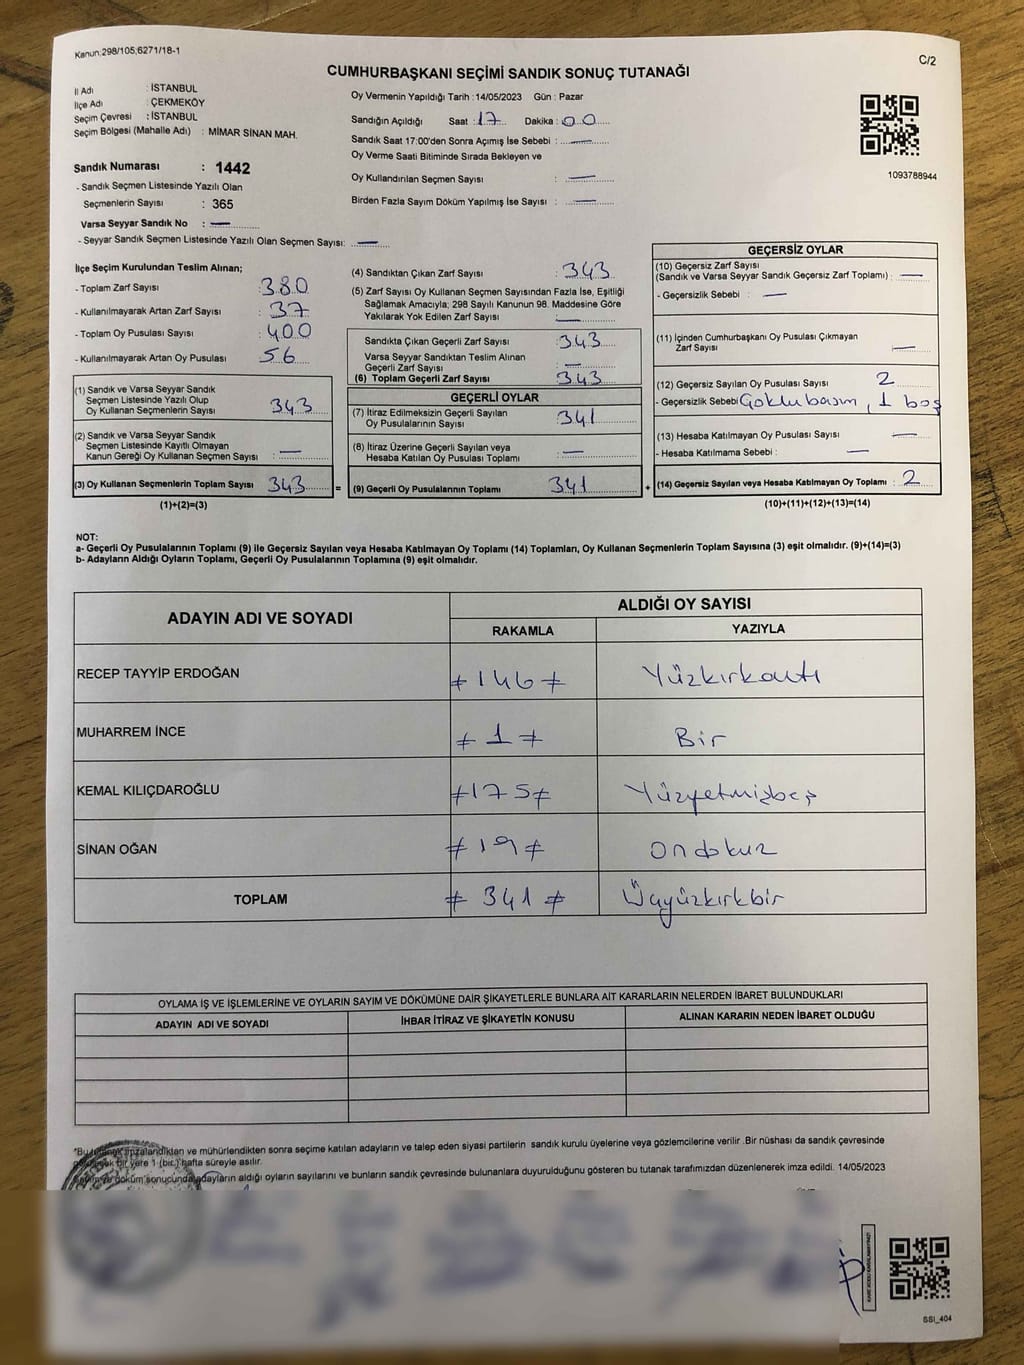 Kanun:298/105;6271/18-1
C/2
CUMHURBAŞKANI SEÇİMİ SANDIK SONUÇ TUTANAĞI
İl Adı : İSTANBUL
İlçe Adı : ÇEKMEKÖY
Seçim Çevresi : İSTANBUL
Seçim Bölgesi (Mahalle Adı) : MİMAR SİNAN MAH.
Sandık Numarası : 1442
- Sandık Seçmen Listesinde Yazılı Olan
Seçmenlerin Sayısı : 365
Varsa Seyyar Sandık No : —
- Seyyar Sandık Seçmen Listesinde Yazılı Olan Seçmen Sayısı: —
Oy Vermenin Yapıldığı Tarih : 14/05/2023 Gün : Pazar
Sandığın Açıldığı Saat : 17 Dakika : 00
Sandık Saat 17:00'den Sonra Açımış İse Sebebi : —
Oy Verme Saati Bitiminde Sırada Bekleyen ve
Oy Kullandırılan Seçmen Sayısı : —
Birden Fazla Sayım Döküm Yapılmış İse Sayısı : —
1093788944
İlçe Seçim Kurulundan Teslim Alınan;
- Toplam Zarf Sayısı : 380
- Kullanılmayarak Artan Zarf Sayısı : 37
- Toplam Oy Pusulası Sayısı : 400
- Kullanılmayarak Artan Oy Pusulası : 56
(1) Sandık ve Varsa Seyyar Sandık
Seçmen Listesinde Yazılı Olup
Oy Kullanan Seçmenlerin Sayısı : 343
(2) Sandık ve Varsa Seyyar Sandık
Seçmen Listesinde Kayıtlı Olmayan
Kanun Gereği Oy Kullanan Seçmen Sayısı : —
(3) Oy Kullanan Seçmenlerin Toplam Sayısı : 343 =
(1)+(2)=(3)
(4) Sandıktan Çıkan Zarf Sayısı : 343
(5) Zarf Sayısı Oy Kullanan Seçmen Sayısından Fazla İse, Eşitliği
Sağlamak Amacıyla; 298 Sayılı Kanunun 98. Maddesine Göre
Yakılarak Yok Edilen Zarf Sayısı : —
Sandıkta Çıkan Geçerli Zarf Sayısı : 343
Varsa Seyyar Sandıktan Teslim Alınan
Geçerli Zarf Sayısı : —
(6) Toplam Geçerli Zarf Sayısı : 343
GEÇERLİ OYLAR
(7) İtiraz Edilmeksizin Geçerli Sayılan
Oy Pusulalarının Sayısı : 341
(8) İtiraz Üzerine Geçerli Sayılan veya
Hesaba Katılan Oy Pusulası Toplamı : —
(9) Geçerli Oy Pusulalarının Toplamı : 341 +
GEÇERSİZ OYLAR
(10) Geçersiz Zarf Sayısı
(Sandık ve Varsa Seyyar Sandık Geçersiz Zarf Toplamı) : —
- Geçersizlik Sebebi : —
(11) İçinden Cumhurbaşkanı Oy Pusulası Çıkmayan
Zarf Sayısı : —
(12) Geçersiz Sayılan Oy Pusulası Sayısı : 2
- Geçersizlik Sebebi : Çoklu basım, 1 boş
(13) Hesaba Katılmayan Oy Pusulası Sayısı : —
- Hesaba Katılmama Sebebi : —
(14) Geçersiz Sayılan veya Hesaba Katılmayan Oy Toplamı : 2
(10)+(11)+(12)+(13)=(14)
NOT:
a- Geçerli Oy Pusulalarının Toplamı (9) ile Geçersiz Sayılan veya Hesaba Katılmayan Oy Toplamı (14) Toplamları, Oy Kullanan Seçmenlerin Toplam Sayısına (3) eşit olmalıdır. (9)+(14)=(3)
b- Adayların Aldığı Oyların Toplamı, Geçerli Oy Pusulalarının Toplamına (9) eşit olmalıdır.
ADAYIN ADI VE SOYADI ALDIĞI OY SAYISI
RAKAMLA YAZIYLA
RECEP TAYYİP ERDOĞAN ≠146≠ Yüzkırkaltı
MUHARREM İNCE ≠1≠ Bir
KEMAL KILIÇDAROĞLU ≠175≠ Yüzyetmişbeş
SİNAN OĞAN ≠19≠ Ondokuz
TOPLAM ≠341≠ Üçyüzkırkbir
OYLAMA İŞ VE İŞLEMLERİNE VE OYLARIN SAYIM VE DÖKÜMÜNE DAİR ŞİKAYETLERLE BUNLARA AİT KARARLARIN NELERDEN İBARET BULUNDUKLARI
ADAYIN ADI VE SOYADI İHBAR İTİRAZ VE ŞİKAYETİN KONUSU ALINAN KARARIN NEDEN İBARET OLDUĞU
ve mühürlendikten sonra seçime katılan adayların ve talep eden siyasi partilerin sandık kurulu üyelerine veya gözlemcilerine verilir .Bir nüshası da sandık çevresinde
bir yere 1 (bir) hafta süreyle asılır.
döküm sonucunda adayların aldığı oyların sayılarını ve bunların sandık çevresinde bulunanlara duyurulduğunu gösteren bu tutanak tarafımızdan düzenlenerek imza edildi. 14/05/2023
SSI_404